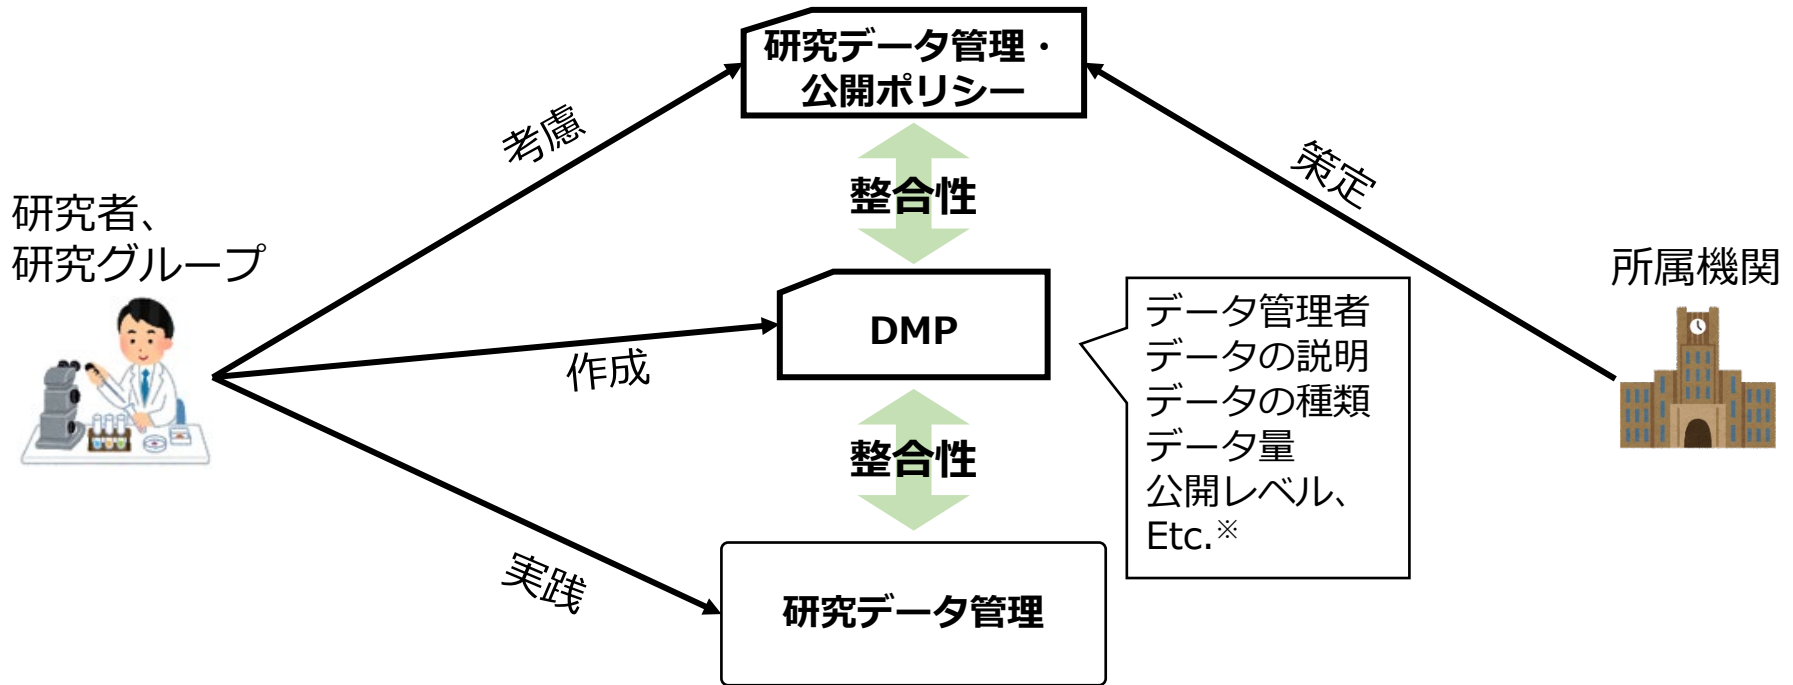 研究データ管理・
公開ポリシー
考慮
策定
整合性
研究者、
研究グループ
所属機関
DMP
作成
データ管理者
データの説明
データの種類
データ量
公開レベル、
Etc.※
整合性
実践
研究データ管理